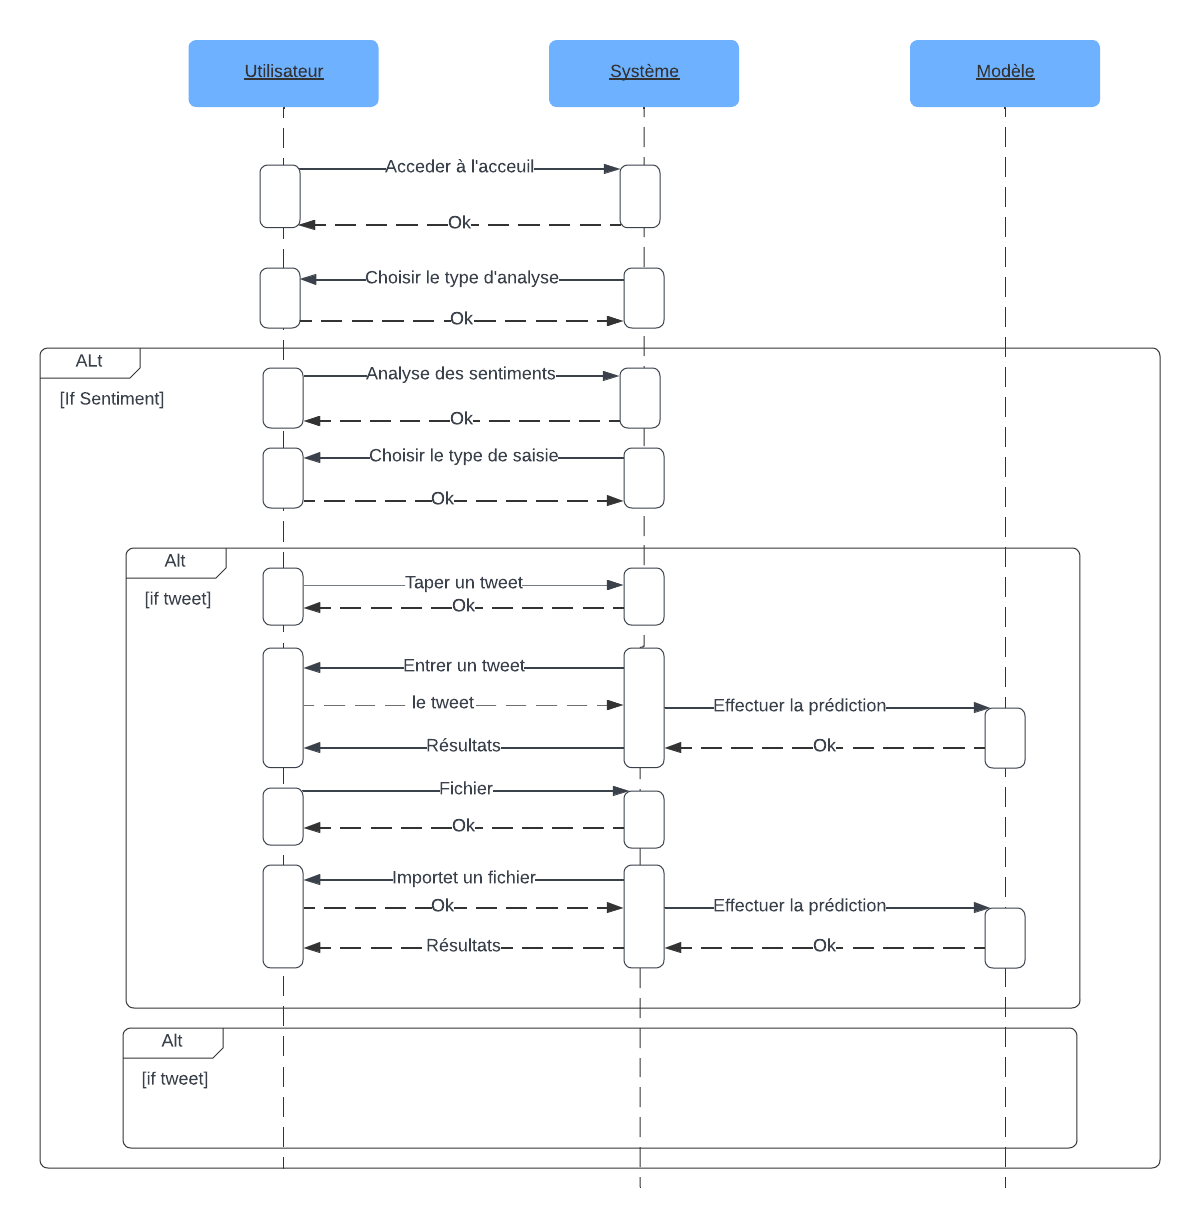 Utilisateur
Système
Modèle
Acceder à l'acceuil
Ok
Choisir le type d'analyse
Ok
ALt
[If Sentiment]
Analyse des sentiments
Ok
Choisir le type de saisie
Ok
Alt
[if tweet]
Taper un tweet
Ok
Entrer un tweet
le tweet
Effectuer la prédiction
Résultats
Ok
Fichier
Ok
Importet un fichier
Ok
Effectuer la prédiction
Résultats
Ok
Alt
[if tweet]